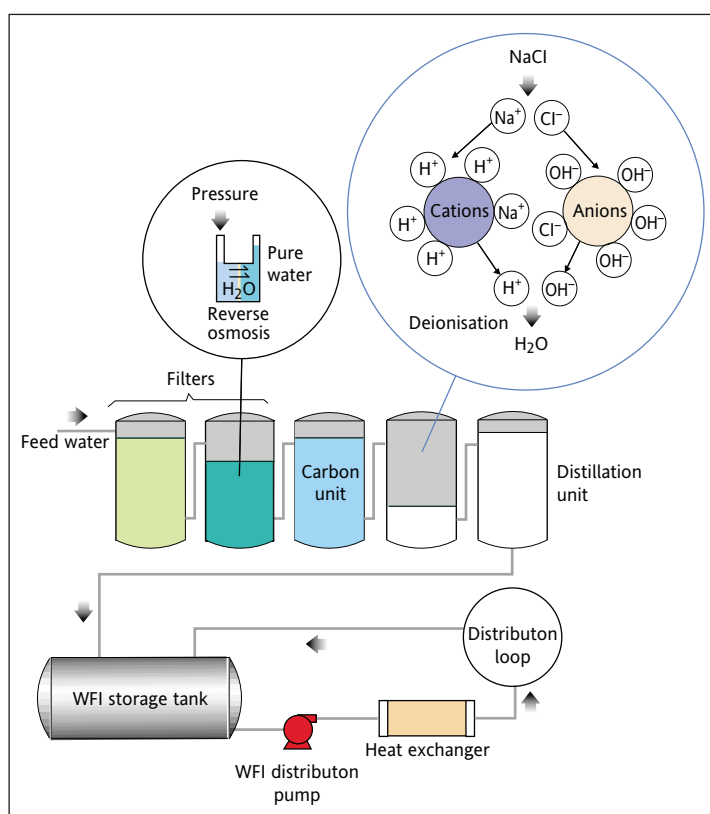 NaCl
Na⁺
Cl⁻
H⁺
H⁺
OH⁻
OH⁻
H⁺
Cations
Na⁺
Cl⁻
Anions
OH⁻
H⁺
OH⁻
H⁺
OH⁻
Deionisation
H₂O
Pressure
Pure
water
H₂O
Reverse
osmosis
Filters
Feed water
Carbon
unit
Distillation
unit
Distributon
loop
WFI storage tank
Heat exchanger
WFI distributon
pump